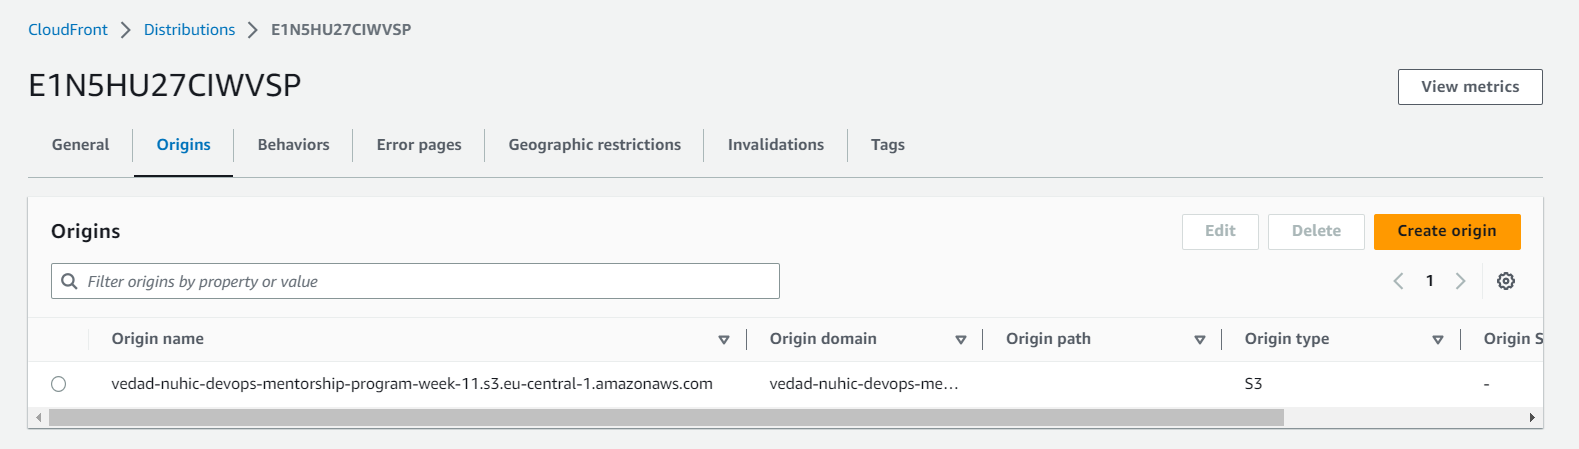 CloudFront > Distributions > E1N5HU27CIWVSP
E1N5HU27CIWVSP
View metrics
General Origins Behaviors Error pages Geographic restrictions Invalidations Tags
Origins
Edit Delete Create origin
Filter origins by property or value
1
Origin name Origin domain Origin path Origin type Origin S
vedad-nuhic-devops-mentorship-program-week-11.s3.eu-central-1.amazonaws.com vedad-nuhic-devops-me... S3 -